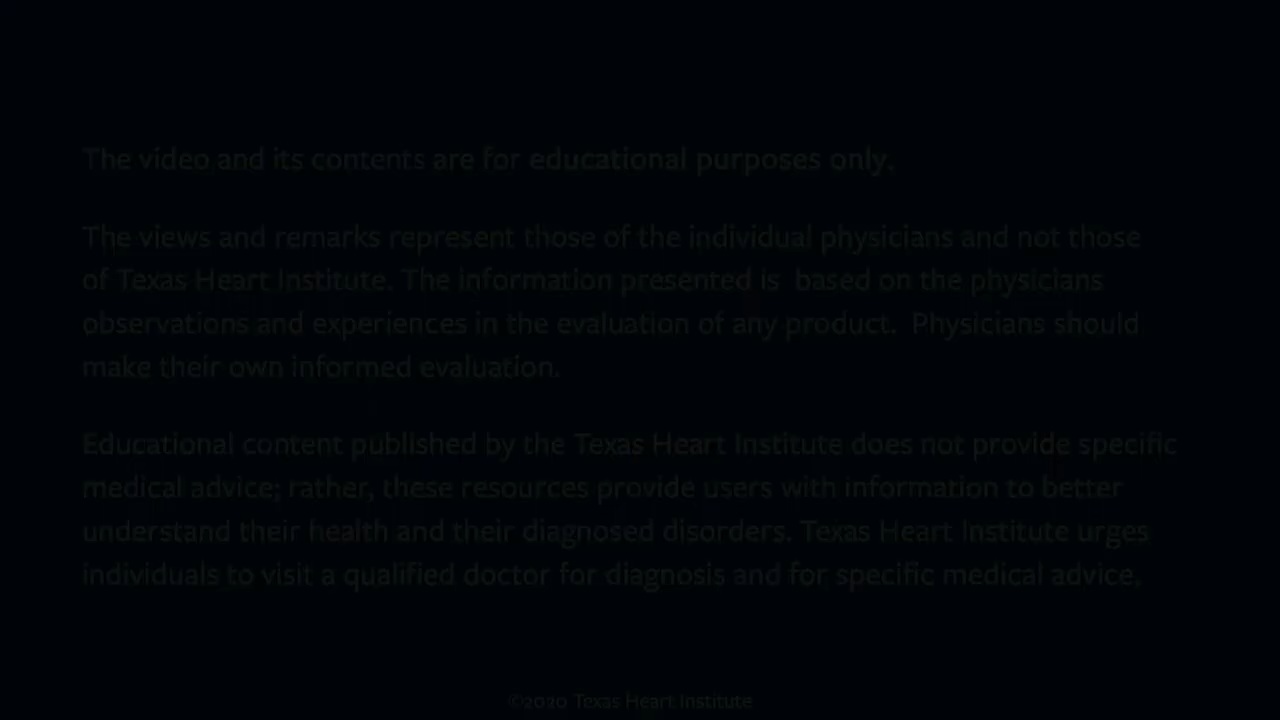 The video and its contents are for educational purposes only.
The views and remarks represent those of the individual physicians and not those
of Texas Heart Institute. The information presented is  based on the physicians
observations and experiences in the evaluation of any product.  Physicians should
make their own informed evaluation.
Educational content published by the Texas Heart Institute does not provide specific
medical advice; rather, these resources provide users with information to better
understand their health and their diagnosed disorders. Texas Heart Institute urges
individuals to visit a qualified doctor for diagnosis and for specific medical advice.
©2020 Texas Heart Institute